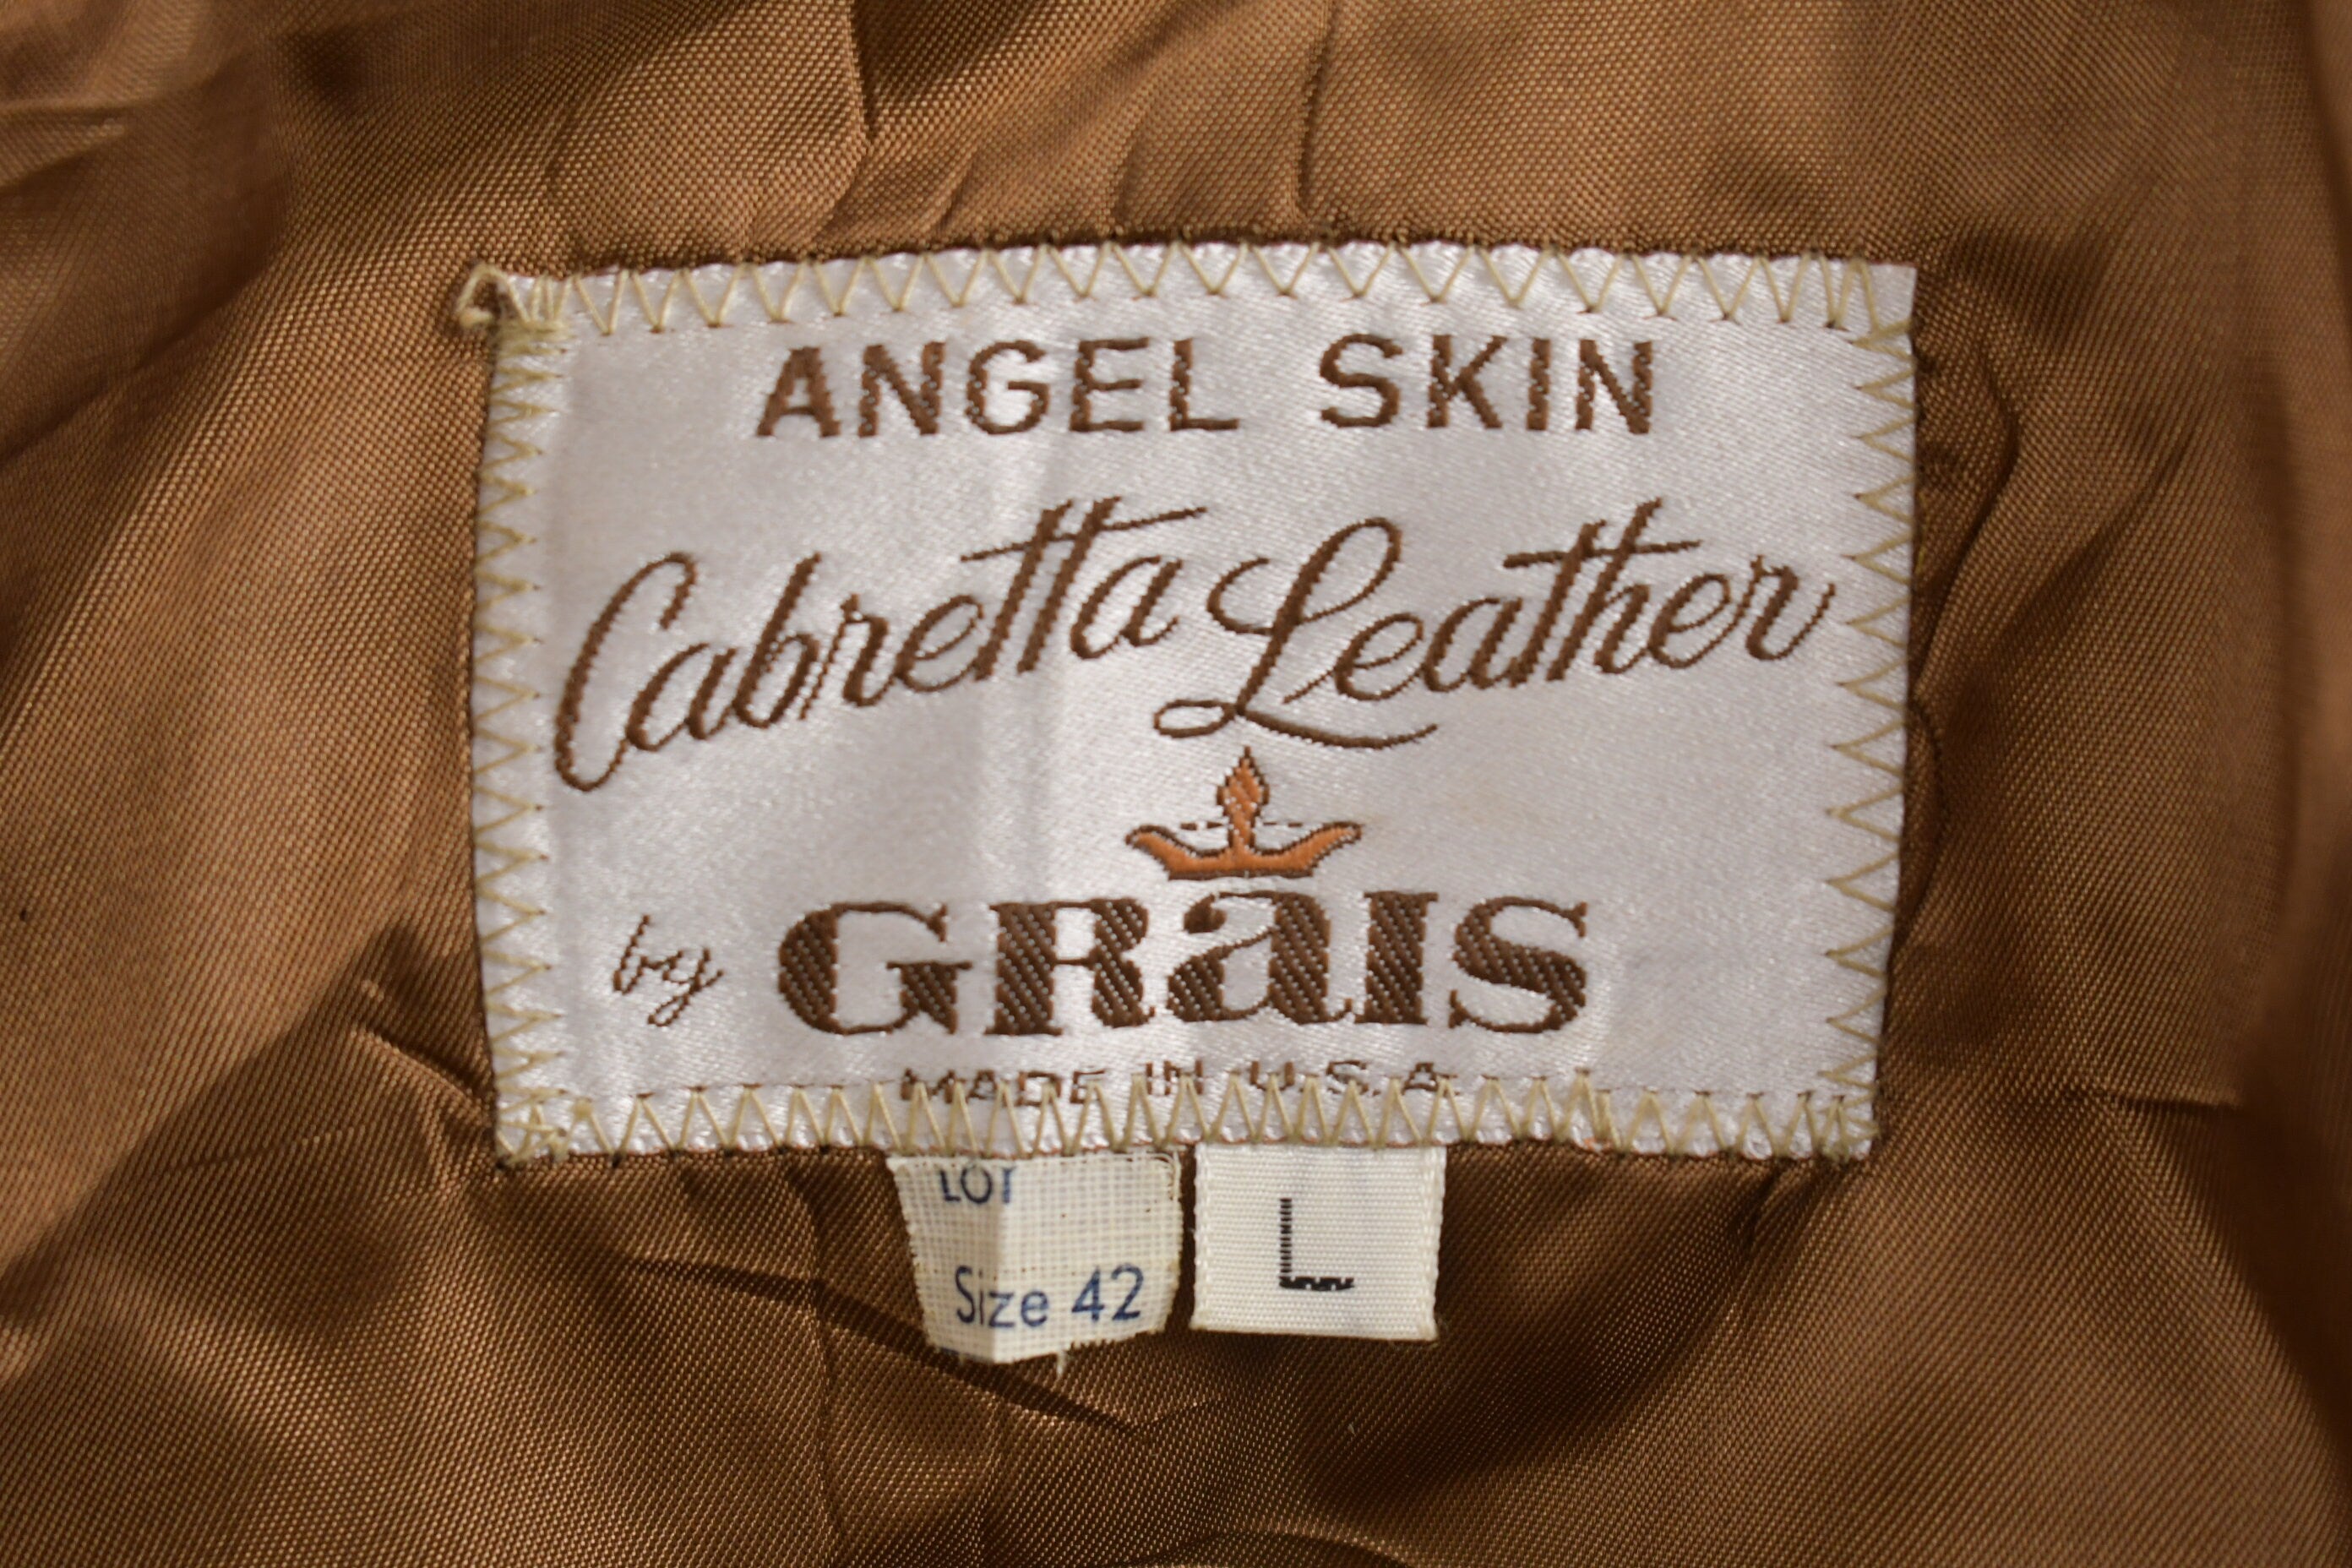 ANGEL SKIN
Cabretta Leather
by GRaIS
MADE IN U.S.A.
LOT
Size 42
L